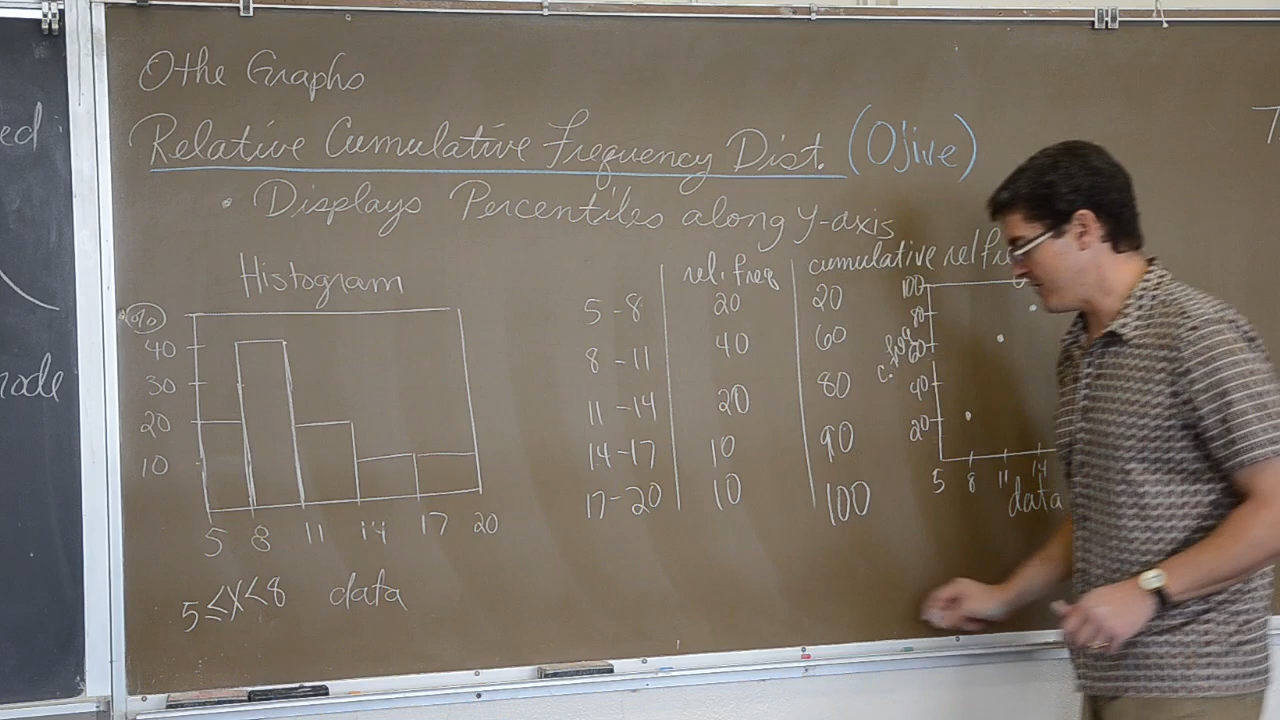 Othe Graphs
Relative Cumulative Frequency Dist. (Ojive)
• Displays Percentiles along y-axis
ed
node
T
Histogram
%
40
30
20
10
5 8 11 14 17 20
5 ≤ x < 8 data
rel. freq cumulative rel fre
5-8 20 20
8-11 40 60
11-14 20 80
14-17 10 90
17-20 10 100
100
80
60
40
20
5 8 11 14
data